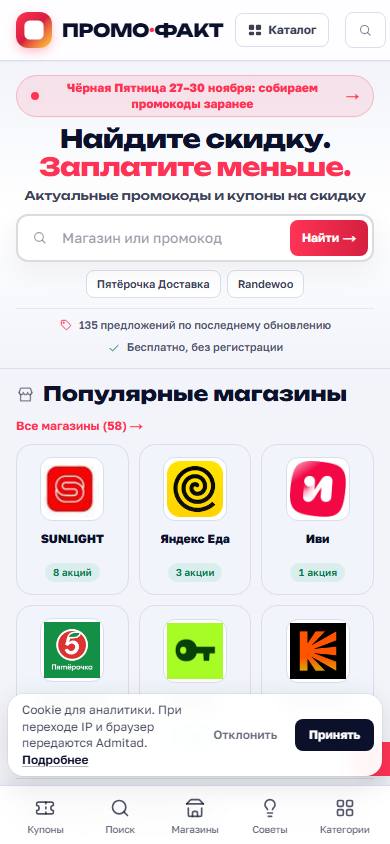 ПРОМО•ФАКТ
Каталог
Чёрная Пятница 27–30 ноября: собираем
промокоды заранее
→
Найдите скидку.
Заплатите меньше.
Актуальные промокоды и купоны на скидку
Магазин или промокод
Найти →
Пятёрочка Доставка
Randewoo
135 предложений по последнему обновлению
Бесплатно, без регистрации
Популярные магазины
Все магазины (58) →
SUNLIGHT
Яндекс Еда
Иви
8 акций
3 акции
1 акция
5
Пятёрочка
Cookie для аналитики. При
переходе IP и браузер
передаются Admitad.
Подробнее
Отклонить
Принять
Купоны
Поиск
Магазины
Советы
Категории